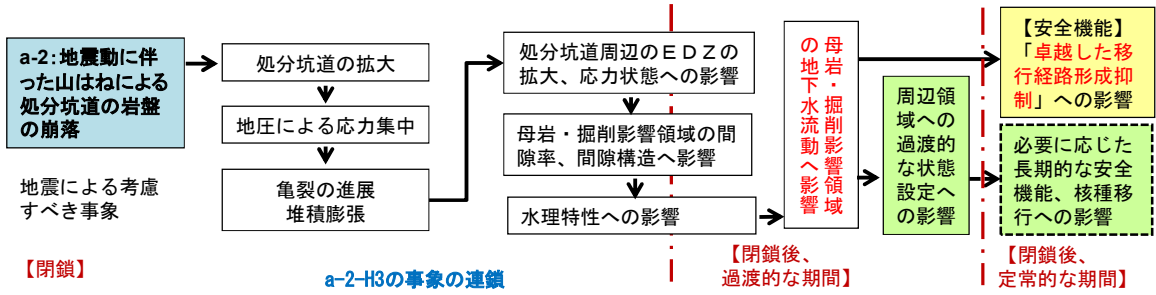 a-2:地震動に伴
った山はねによる
処分坑道の岩盤
の崩落
地震による考慮
すべき事象
【閉鎖】
処分坑道の拡大
地圧による応力集中
亀裂の進展
堆積膨張
a-2-H3の事象の連鎖
処分坑道周辺のEDZの
拡大、応力状態への影響
母岩・掘削影響領域の間
隙率、間隙構造へ影響
水理特性への影響
母岩・掘削影響領域
の地下水流動へ影響
【閉鎖後、
過渡的な期間】
周辺領
域への
過渡的
な状態
設定へ
の影響
【安全機能】
「卓越した移
行経路形成抑
制」への影響
必要に応じた
長期的な安全
機能、核種移
行への影響
【閉鎖後、
定常的な期間】